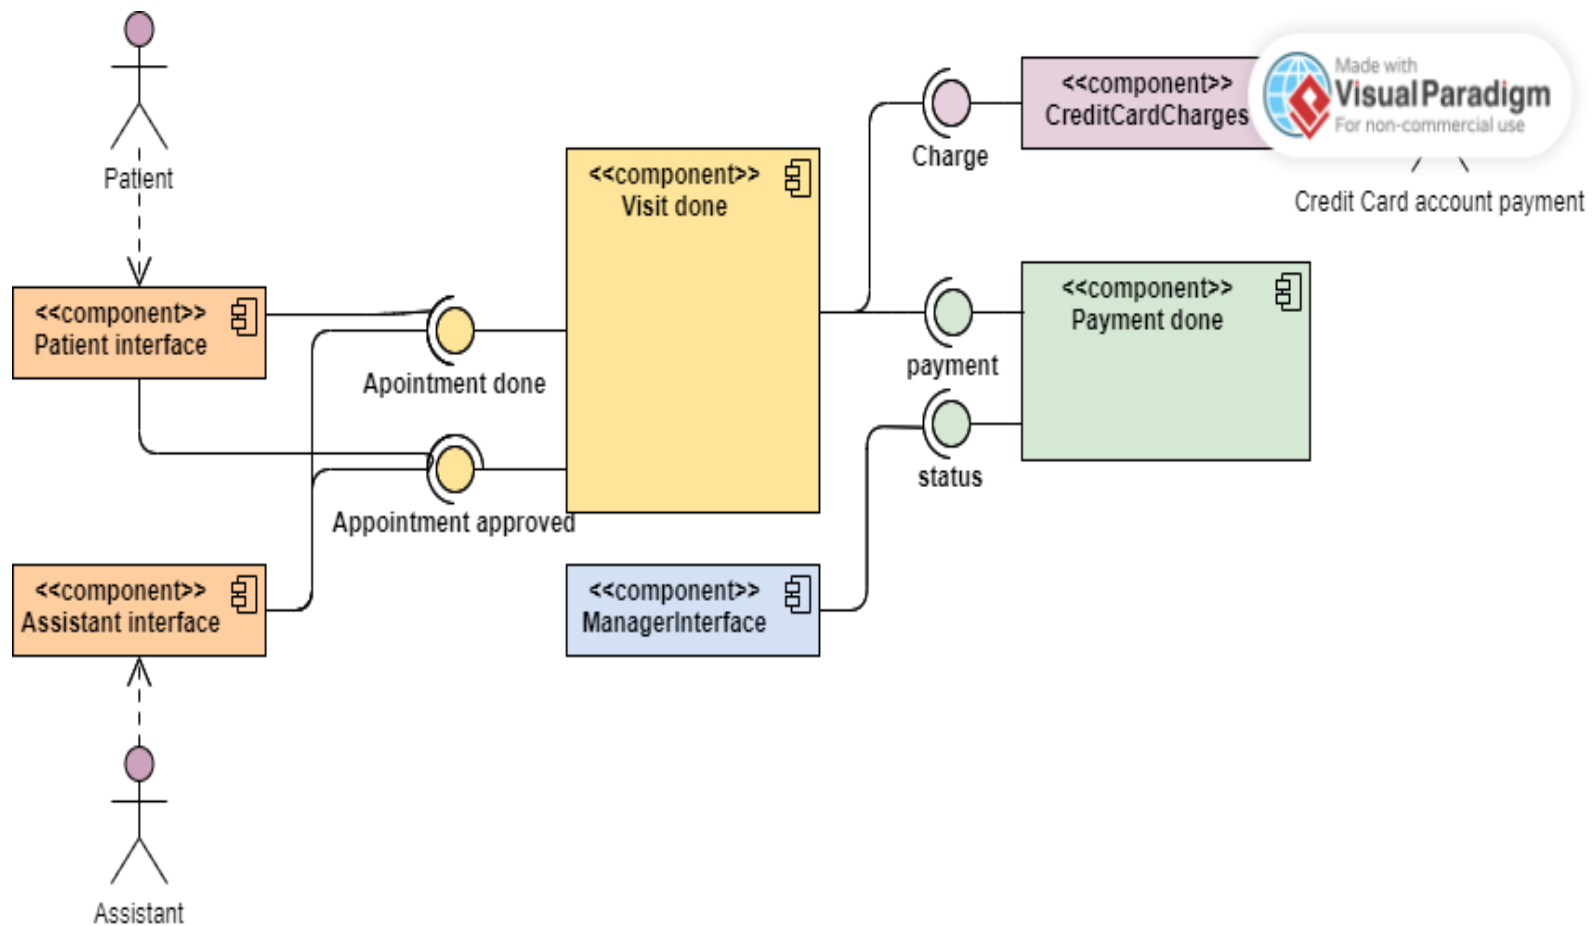 Patient
<<component>>
Patient interface
<<component>>
Assistant interface
Assistant
Apointment done
Appointment approved
<<component>>
Visit done
<<component>>
ManagerInterface
Charge
payment
status
<<component>>
CreditCardCharges
Made with
Visual Paradigm
For non-commercial use
Credit Card account payment
<<component>>
Payment done